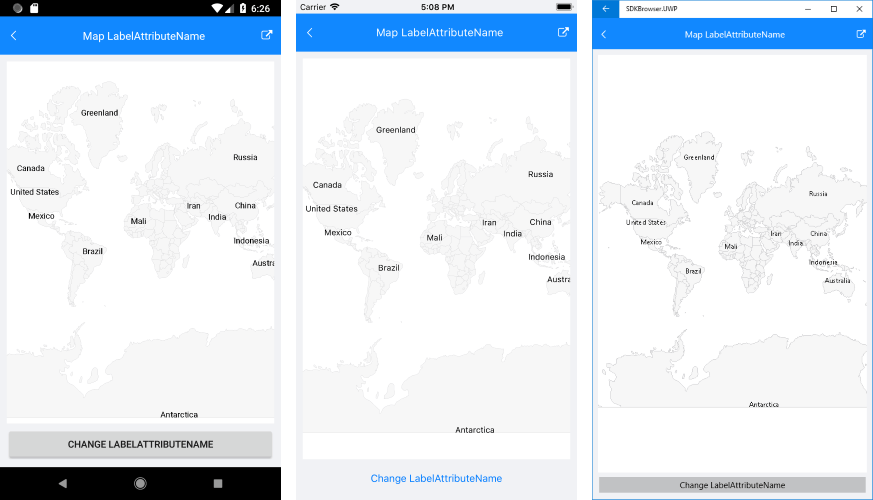 6:26
Map LabelAttributeName
Greenland
Russia
Canada
United States
Iran
China
Mexico
India
Mali
Indonesia
Brazil
Austra
Antarctica
CHANGE LABELATTRIBUTENAME
Carrier
5:08 PM
Map LabelAttributeName
Greenland
Russia
Canada
United States
Iran
China
Mexico
India
Mali
Indonesia
Brazil
Austra
Antarctica
Change LabelAttributeName
SDKBrowser.UWP
Map LabelAttributeName
Greenland
Russia
Canada
United States
Iran
China
Mexico
India
Mali
Indonesia
Brazil
Australia
Antarctica
Change LabelAttributeName